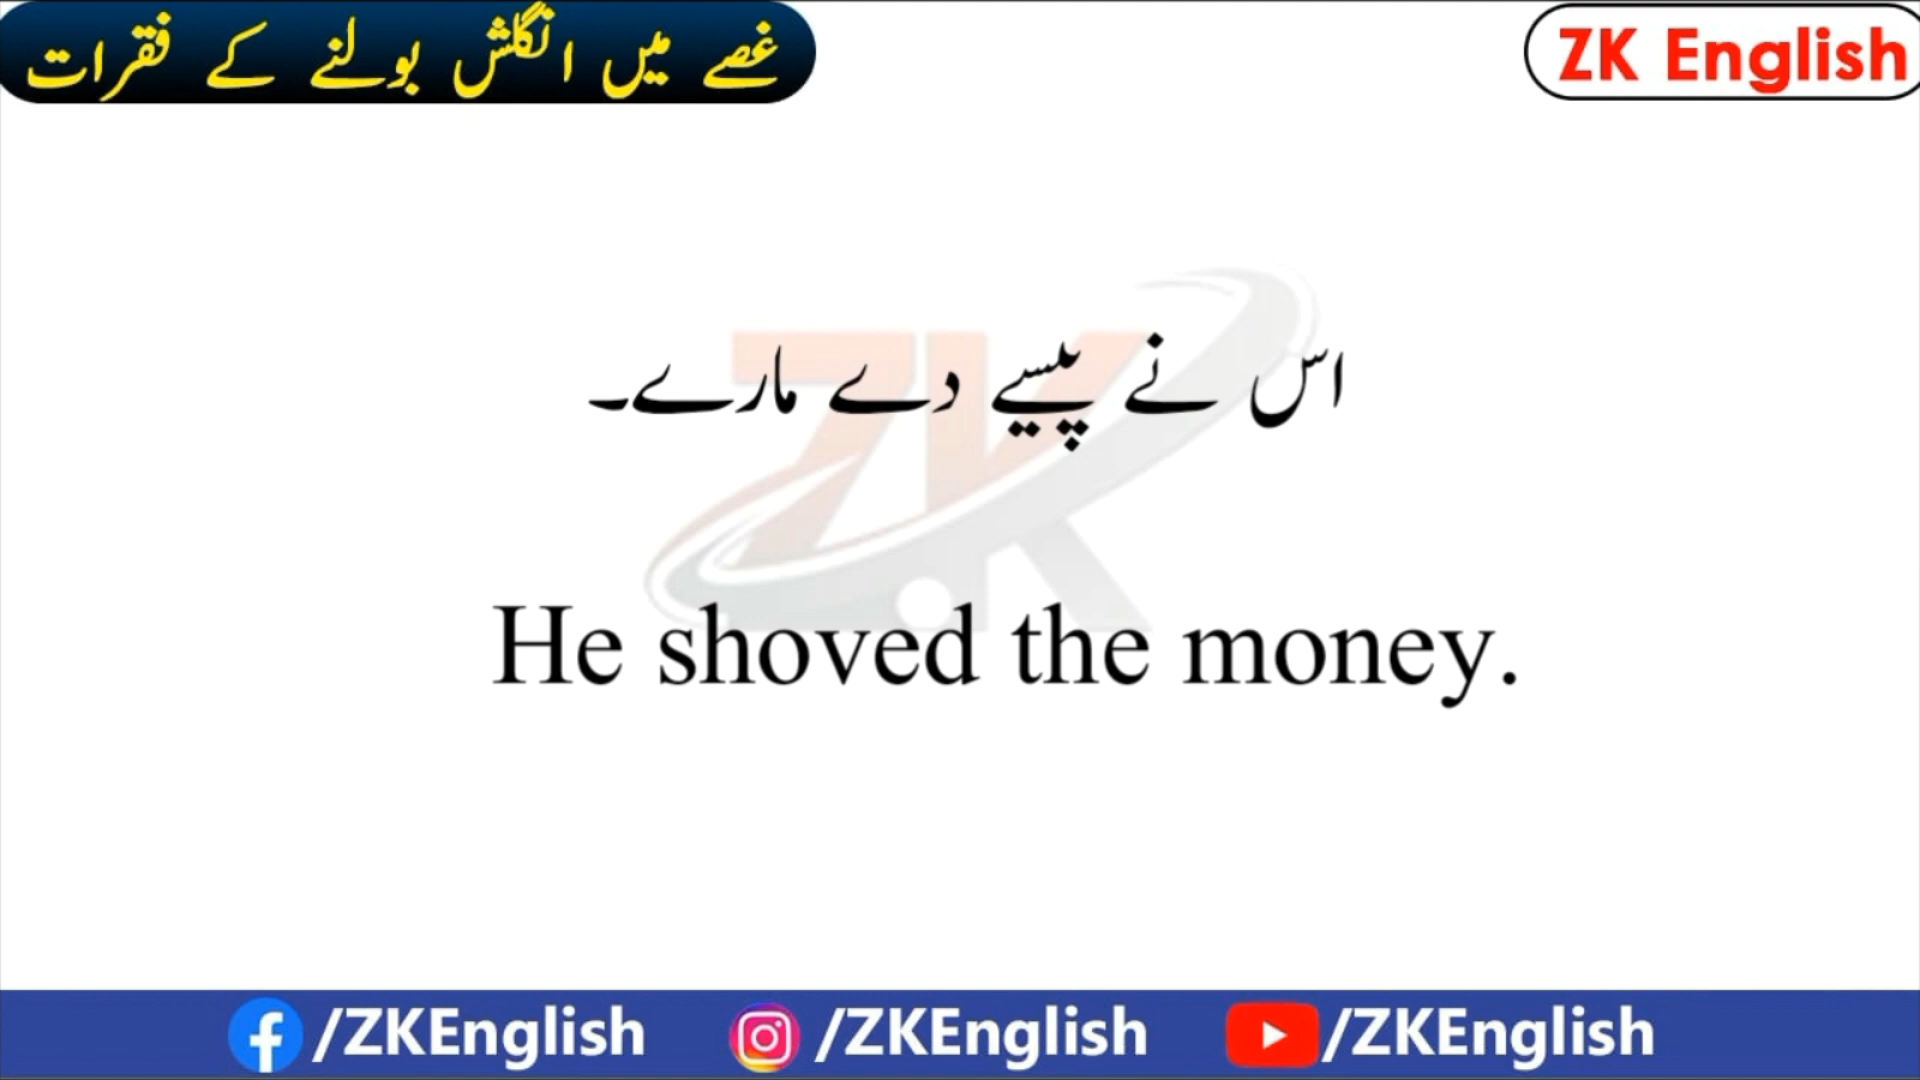 غصے میں انگلش بولنے کے فقرات
ZK English
اس نے پیسے دے مارے۔
ZK
He shoved the money.
/ZKEnglish /ZKEnglish /ZKEnglish